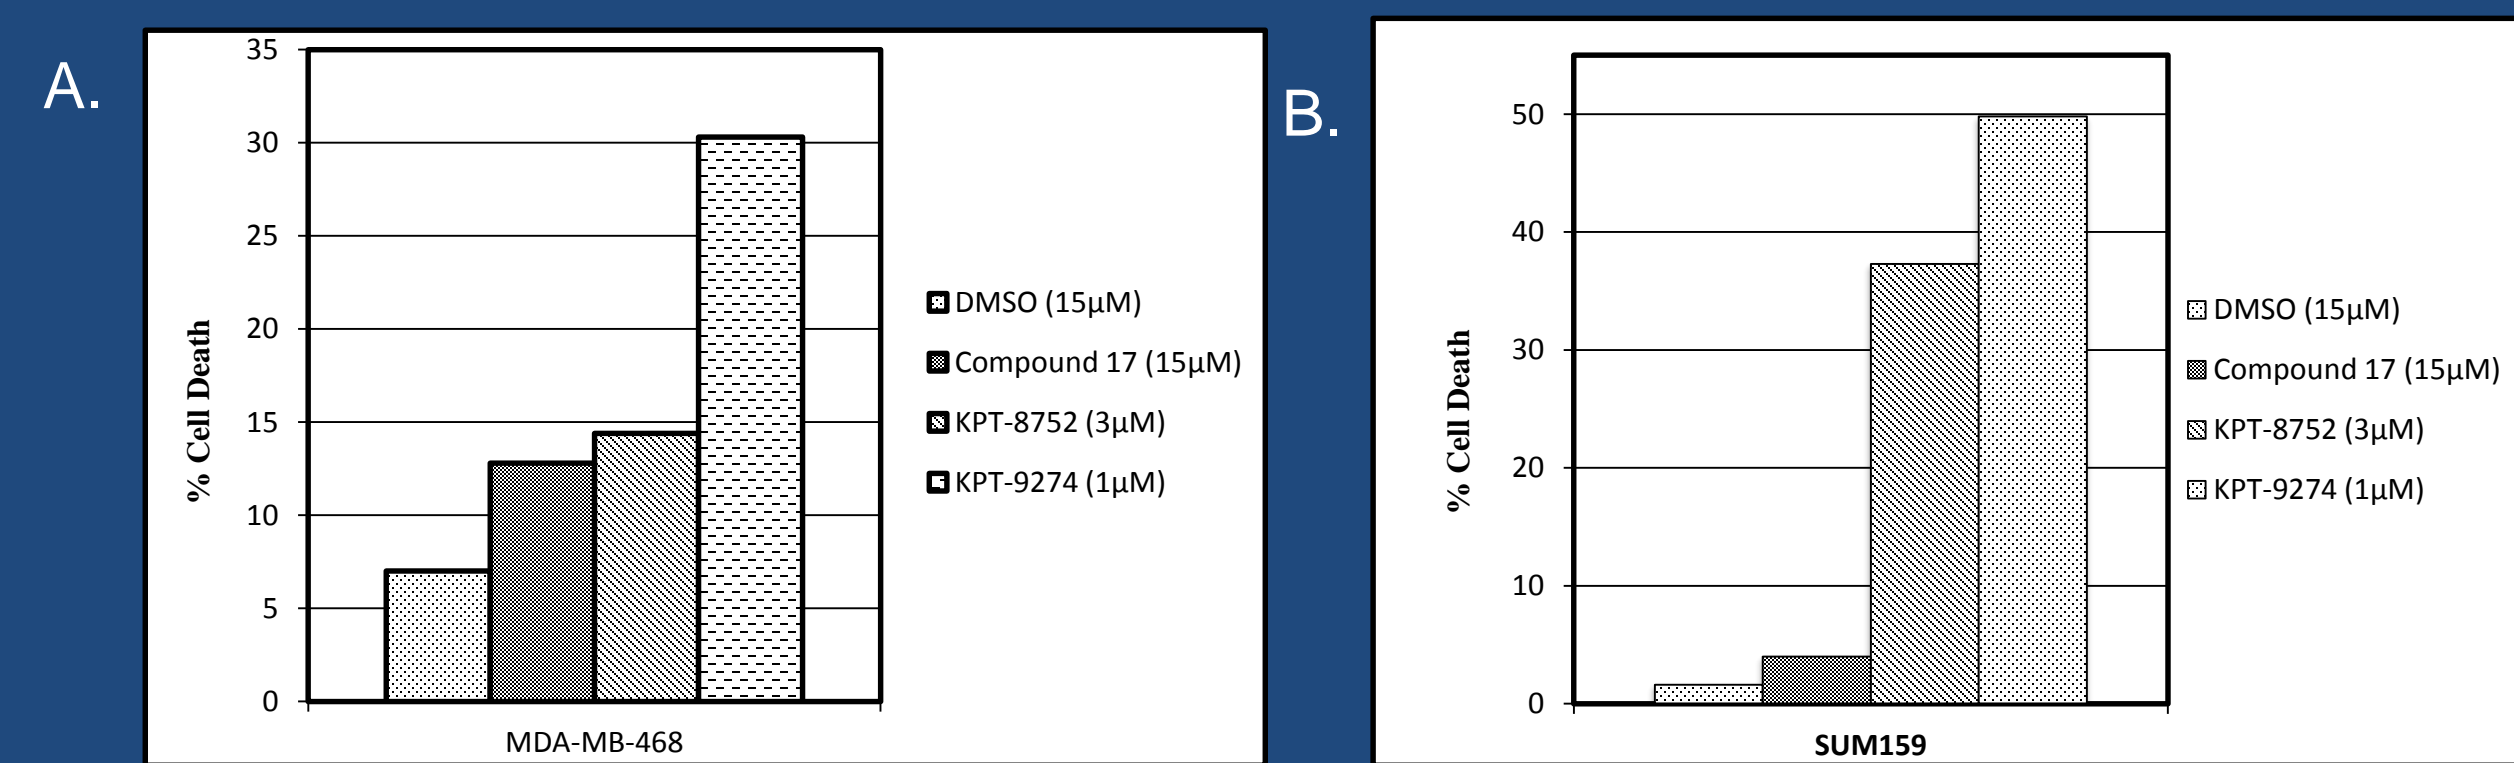 A.
35
30
25
20
15
10
5
0
% Cell Death
MDA-MB-468
DMSO (15µM)
Compound 17 (15µM)
KPT-8752 (3µM)
KPT-9274 (1µM)
B.
50
40
30
20
10
0
% Cell Death
SUM159
DMSO (15µM)
Compound 17 (15µM)
KPT-8752 (3µM)
KPT-9274 (1µM)